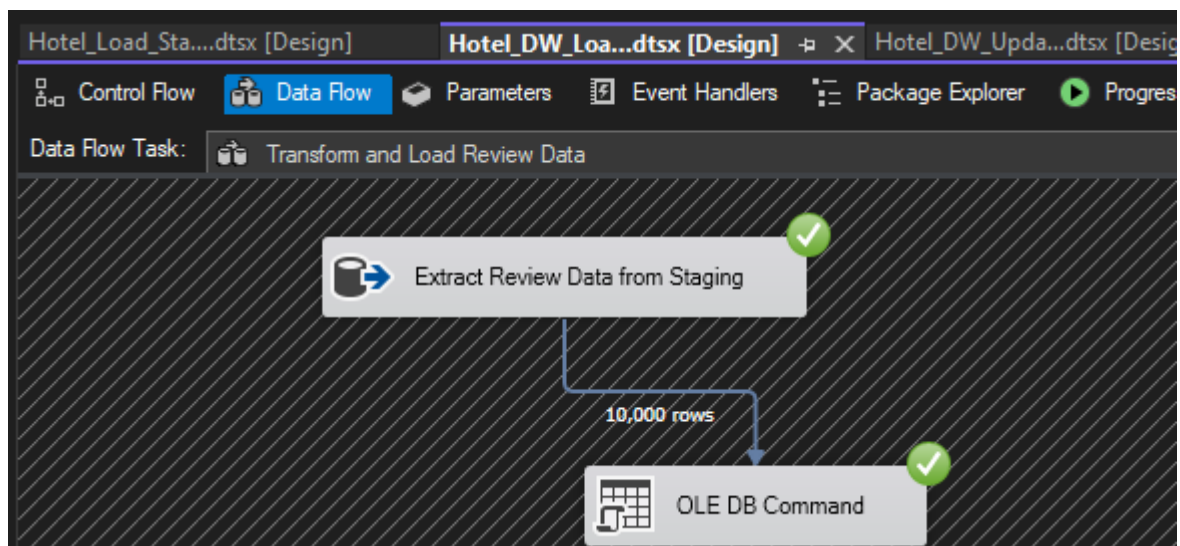 Hotel_Load_Sta....dtsx [Design] Hotel_DW_Loa...dtsx [Design] Hotel_DW_Upda...dtsx [Desig
Control Flow Data Flow Parameters Event Handlers Package Explorer Progres
Data Flow Task: Transform and Load Review Data
Extract Review Data from Staging
10,000 rows
OLE DB Command